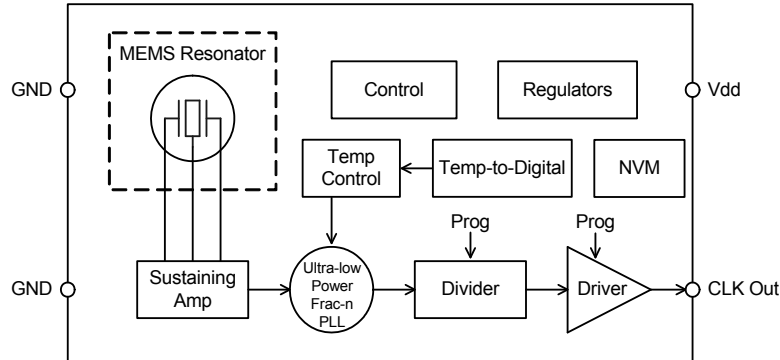 MEMS Resonator
GND
Control
Regulators
Vdd
Temp
Control
Temp-to-Digital
NVM
Prog
Prog
GND
Sustaining
Amp
Ultra-low
Power
Frac-n
PLL
Divider
Driver
CLK Out